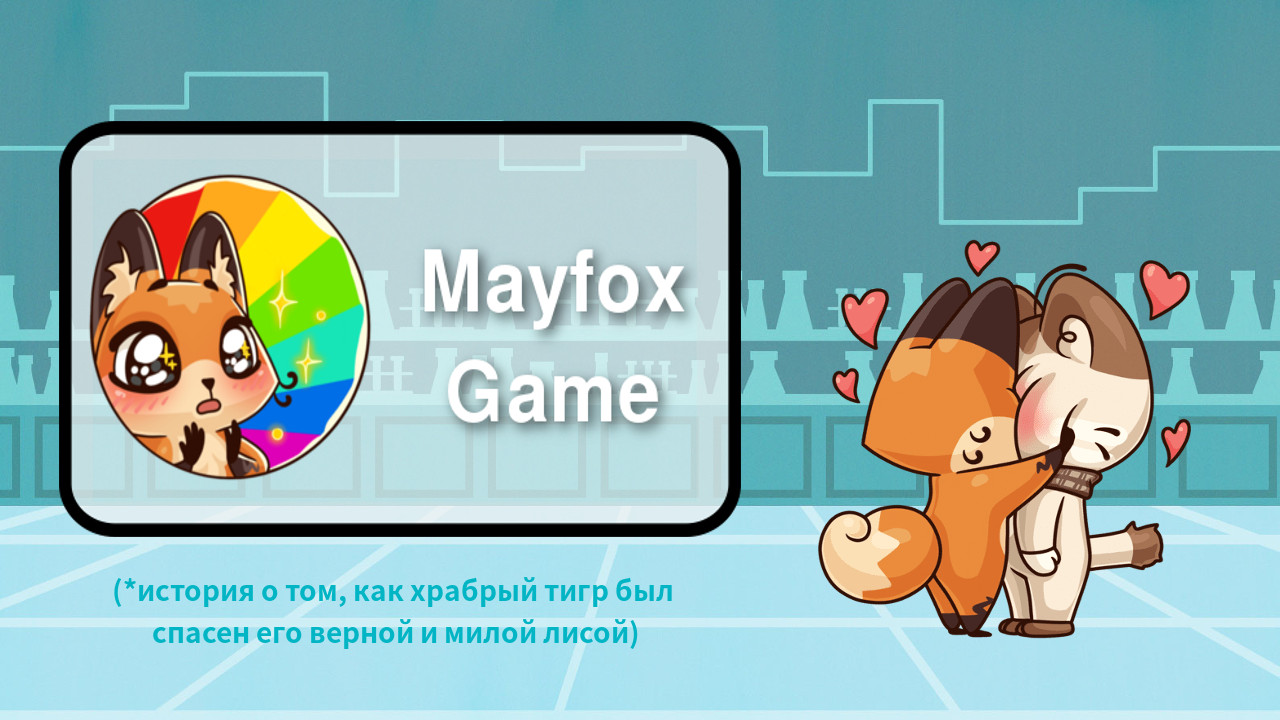 Mayfox
Game
(*история о том, как храбрый тигр был
спасен его верной и милой лисой)